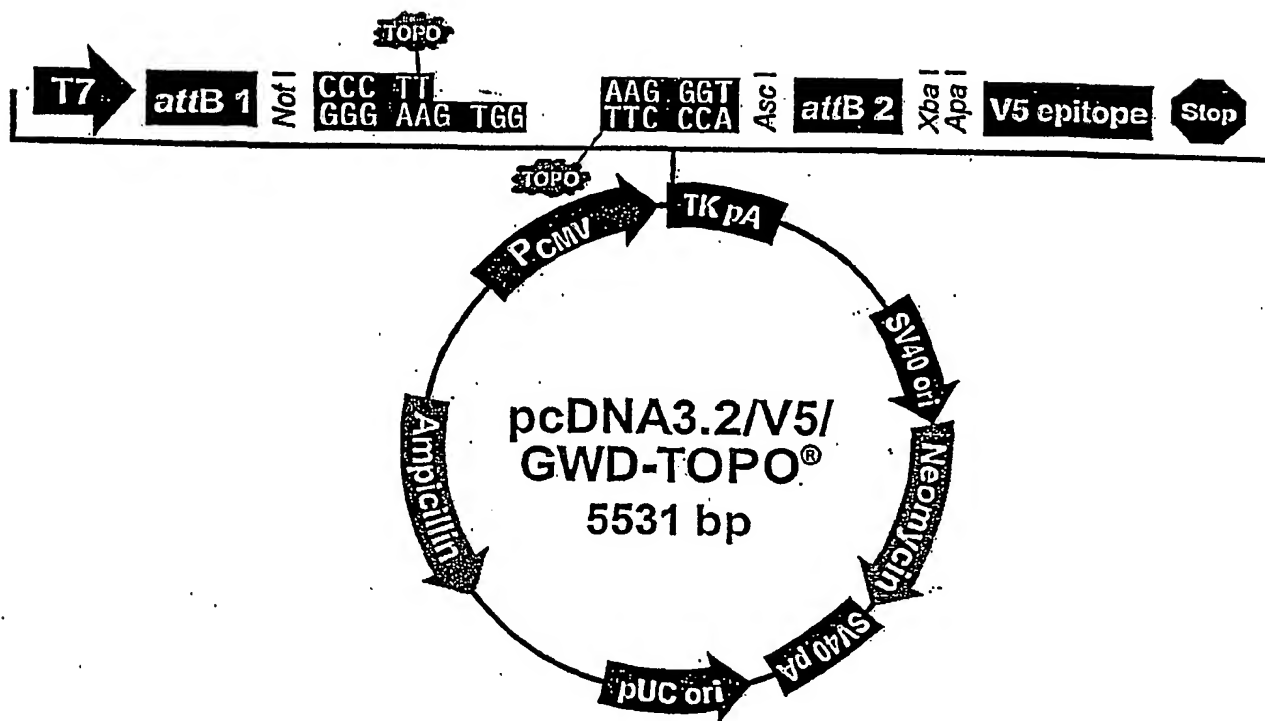 TOPO
T7
attB 1
Not I
CCC TT
GGG AAG TGG
AAG GGT
TTC CCA
Asc I
attB 2
Xba I
Apa I
V5 epitope
Stop
TOPO
PCMV
TK pA
SV40 ori
Neomycin
SV40 pA
pUC ori
Ampicillin
pcDNA3.2/V5/
GWD-TOPO®
5531 bp